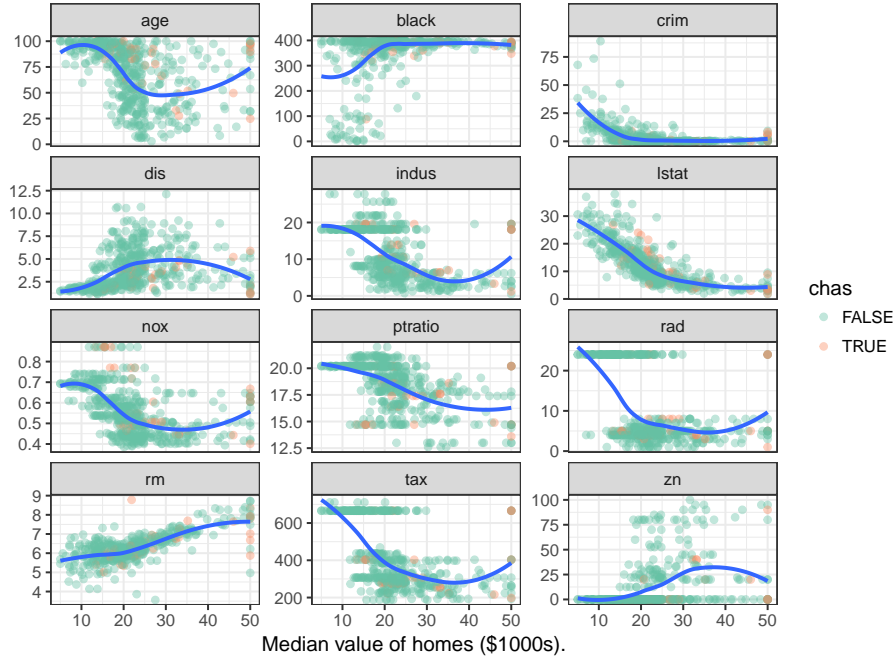 age black crim
100 75 50 25 0
400 300 200 100 0
75 50 25 0
dis indus lstat
12.5 10.0 7.5 5.0 2.5
20 10 0
30 20 10 0
chas
FALSE
TRUE
nox ptratio rad
0.8 0.7 0.6 0.5 0.4
20.0 17.5 15.0 12.5
20 10 0
rm tax zn
9 8 7 6 5 4
600 400 200
100 75 50 25 0
10 20 30 40 50 10 20 30 40 50 10 20 30 40 50
Median value of homes ($1000s).